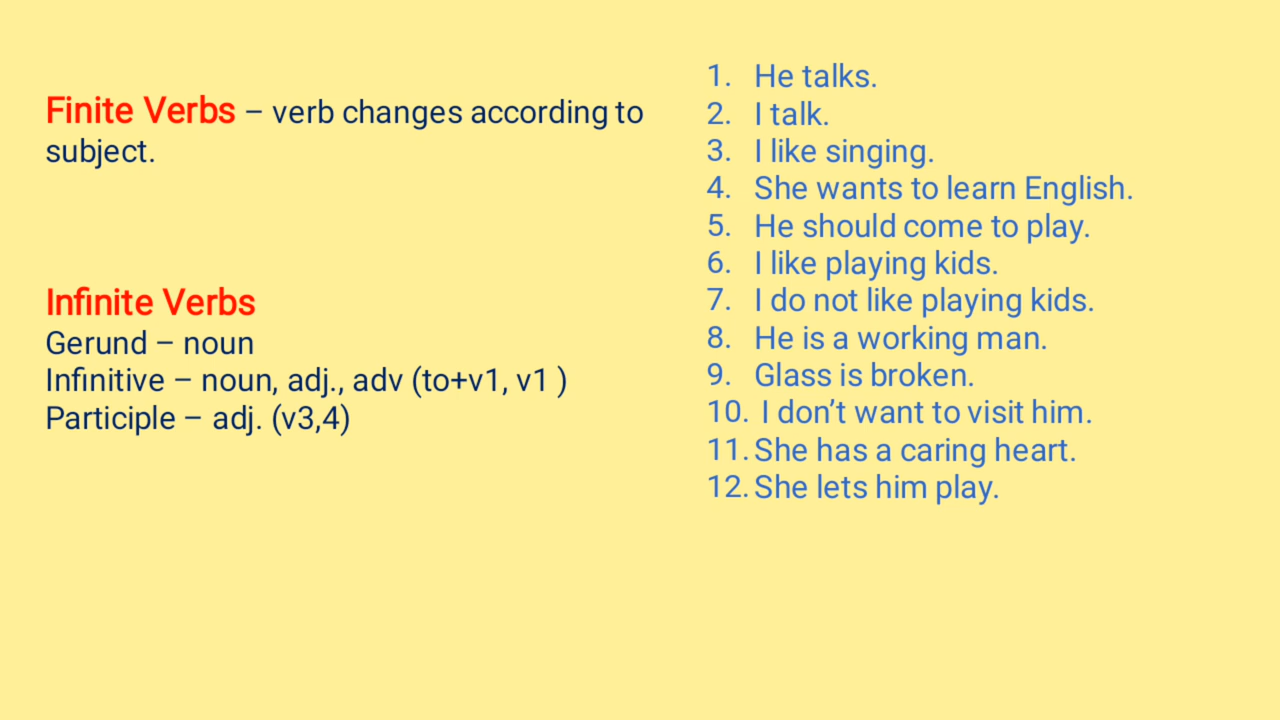 Finite Verbs – verb changes according to
subject.
Infinite Verbs
Gerund – noun
Infinitive – noun, adj., adv (to+v1, v1 )
Participle – adj. (v3,4)
1. He talks.
2. I talk.
3. I like singing.
4. She wants to learn English.
5. He should come to play.
6. I like playing kids.
7. I do not like playing kids.
8. He is a working man.
9. Glass is broken.
10. I don’t want to visit him.
11. She has a caring heart.
12. She lets him play.